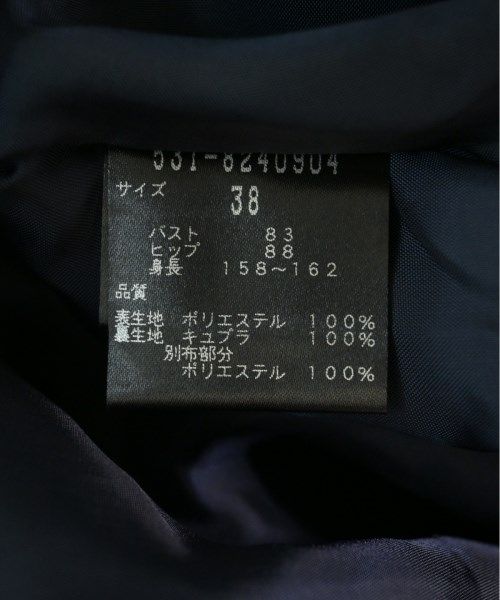 531-8240904
サイズ 38
バスト 83
ヒップ 88
身長 158~162
品質
表生地 ポリエステル 100%
裏生地 キュプラ 100%
別布部分
ポリエステル 100%